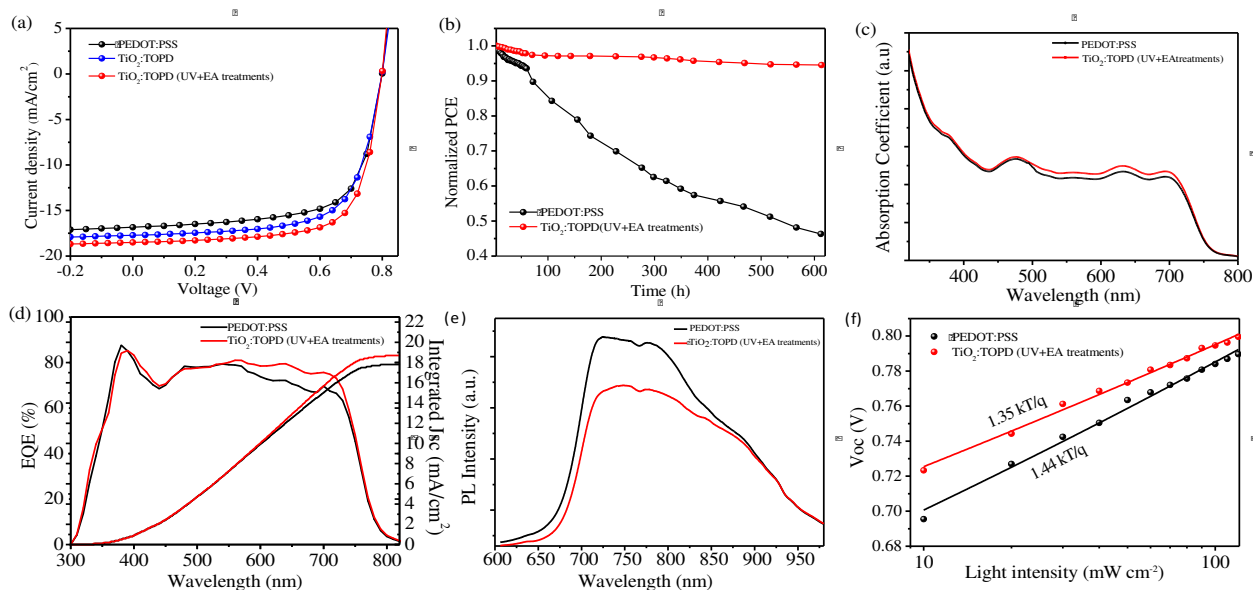 (a)
PEDOT:PSS
TiO2:TOPD
TiO2:TOPD (UV+EA treatments)
Current density (mA/cm2)
5
0
-5
-10
-15
-20
-0.2
0.0
0.2
0.4
0.6
0.8
Voltage (V)
(b)
1.0
0.9
0.8
0.7
0.6
0.5
0.4
Normalized PCE
PEDOT:PSS
TiO2:TOPD(UV+EA treatments)
100
200
300
400
500
600
Time (h)
(c)
PEDOT:PSS
TiO2:TOPD (UV+EAtreatments)
Absorption Coefficient (a.u)
400
500
600
700
800
Wavelength (nm)
(d)
PEDOT:PSS
TiO2:TOPD (UV+EA treatments)
100
80
60
40
20
0
EQE (%)
22
20
18
16
14
12
10
8
6
4
2
0
Integrated Jsc (mA/cm2)
300
400
500
600
700
800
Wavelength (nm)
(e)
PEDOT:PSS
TiO2:TOPD (UV+EA treatments)
PL Intensity (a.u.)
600
650
700
750
800
850
900
950
Wavelength (nm)
(f)
PEDOT:PSS
TiO2:TOPD (UV+EA treatments)
0.80
0.78
0.76
0.74
0.72
0.70
0.68
Voc (V)
1.35 kT/q
1.44 kT/q
10
100
Light intensity (mW cm-2)